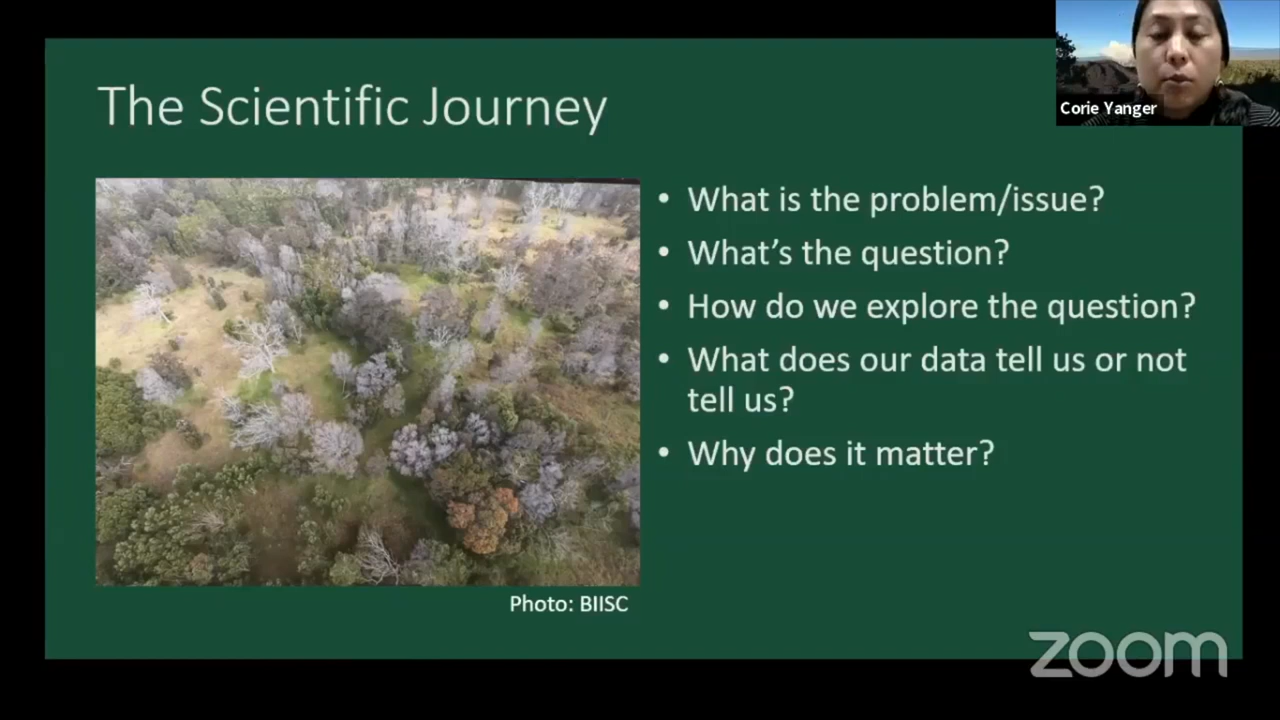 The Scientific Journey
Corie Yanger
• What is the problem/issue?
• What’s the question?
• How do we explore the question?
• What does our data tell us or not
tell us?
• Why does it matter?
Photo: BIISC
zoom